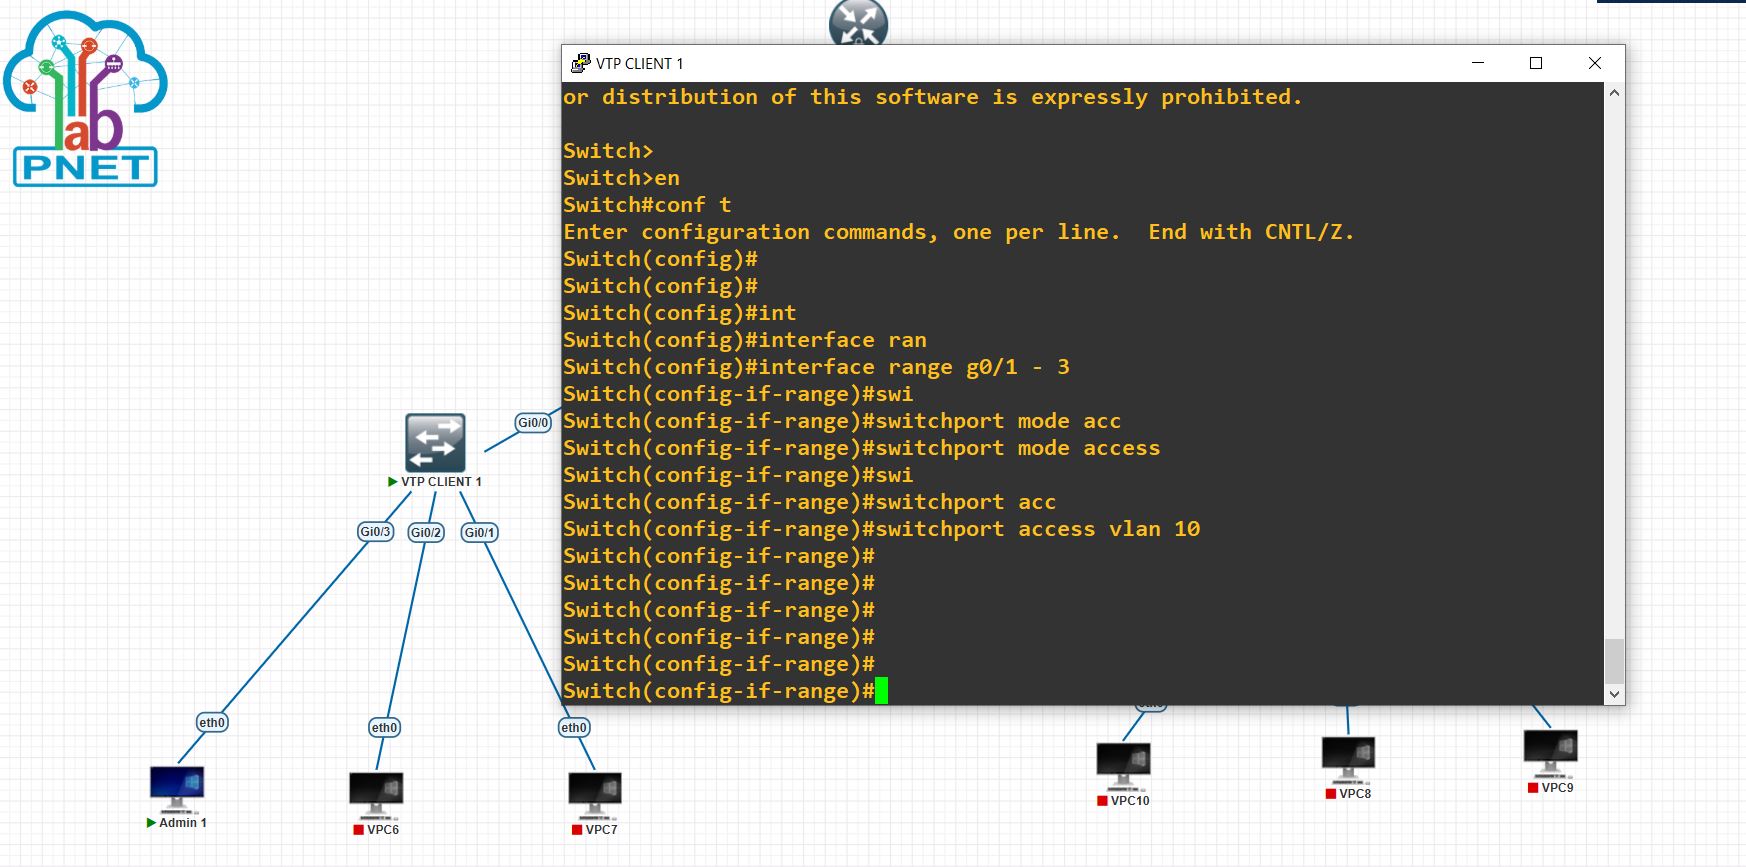 lab
PNET
VTP CLIENT 1
or distribution of this software is expressly prohibited.
Switch>
Switch>en
Switch#conf t
Enter configuration commands, one per line.  End with CNTL/Z.
Switch(config)#
Switch(config)#
Switch(config)#int
Switch(config)#interface ran
Switch(config)#interface range g0/1 - 3
Switch(config-if-range)#swi
Switch(config-if-range)#switchport mode acc
Switch(config-if-range)#switchport mode access
Switch(config-if-range)#swi
Switch(config-if-range)#switchport acc
Switch(config-if-range)#switchport access vlan 10
Switch(config-if-range)#
Switch(config-if-range)#
Switch(config-if-range)#
Switch(config-if-range)#
Switch(config-if-range)#
Switch(config-if-range)#
Gi0/0
VTP CLIENT 1
Gi0/3
Gi0/2
Gi0/1
eth0
eth0
eth0
Admin 1
VPC6
VPC7
VPC10
VPC8
VPC9